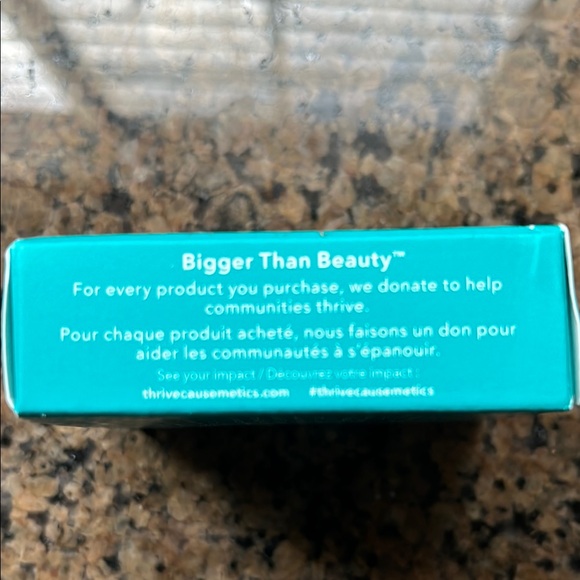 Bigger Than Beauty™
For every product you purchase, we donate to help
communities thrive.
Pour chaque produit acheté, nous faisons un don pour
aider les communautés à s'épanouir.
See your impact / Découvrez votre impact :
thrivecausemetics.com #thrivecausemetics